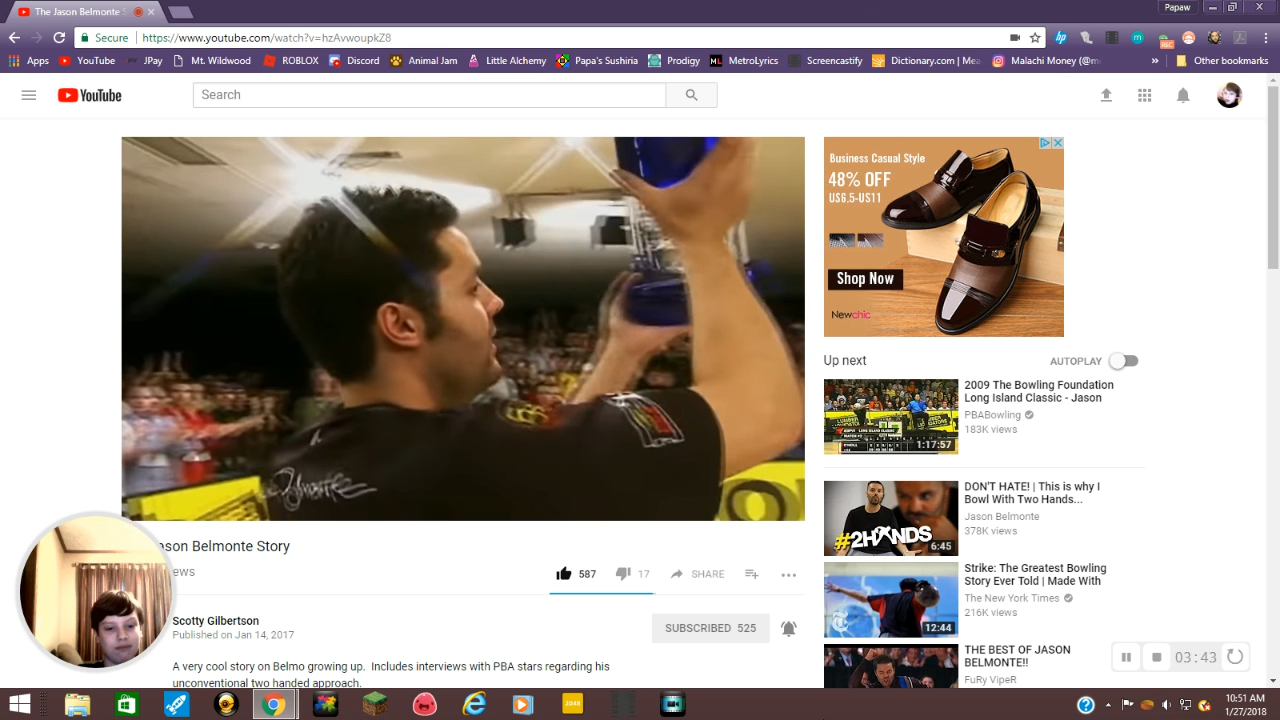 The Jason Belmonte S
Papaw
Secure
https://www.youtube.com/watch?v=hzAvwoupkZ8
Apps
YouTube
JPay
Mt. Wildwood
ROBLOX
Discord
Animal Jam
Little Alchemy
Papa's Sushiria
Prodigy
MetroLyrics
Screencastify
Dictionary.com | Mea
Money Money (@me
REC
YouTube
Search
Business Casual Style
48% OFF
US6.5-US11
Shop Now
Newchic
Up next
AUTOPLAY
2009 The Bowling Foundation
Long Island Classic - Jason
PBABowling
183K views
1:17:57
DON'T HATE! | This is why I
Bowl With Two Hands...
Jason Belmonte
378K views
#2HANDS
6:45
Strike: The Greatest Bowling
Story Ever Told | Made With
The New York Times
216K views
12:44
THE BEST OF JASON
BELMONTE!!
FuRy VipeR
Belmonte
ason Belmonte Story
ews
587
17
SHARE
Scotty Gilbertson
Published on Jan 14, 2017
SUBSCRIBED 525
A very cool story on Belmo growing up. Includes interviews with PBA stars regarding his
unconventional two handed approach.
03:43
2048
10:51 AM
1/27/2018